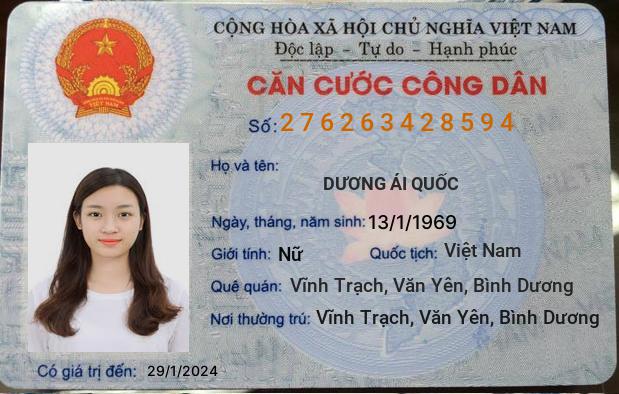 CỘNG HÒA XÃ HỘI CHỦ NGHĨA VIỆT NAM
Độc lập - Tự do - Hạnh phúc
CĂN CƯỚC CÔNG DÂN
Số: 276263428594
Họ và tên:
DƯƠNG ÁI QUỐC
Ngày, tháng, năm sinh: 13/1/1969
Giới tính: Nữ Quốc tịch: Việt Nam
Quê quán: Vĩnh Trạch, Văn Yên, Bình Dương
Nơi thường trú: Vĩnh Trạch, Văn Yên, Bình Dương
Có giá trị đến: 29/1/2024
VIỆT NAM